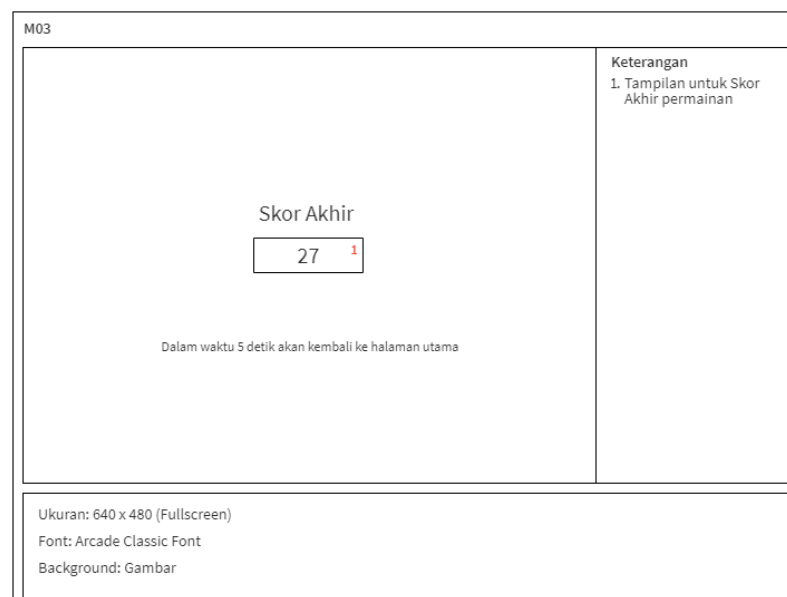 M03
Skor Akhir
27 1
Dalam waktu 5 detik akan kembali ke halaman utama
Keterangan
1. Tampilan untuk Skor
Akhir permainan
Ukuran: 640 x 480 (Fullscreen)
Font: Arcade Classic Font
Background: Gambar